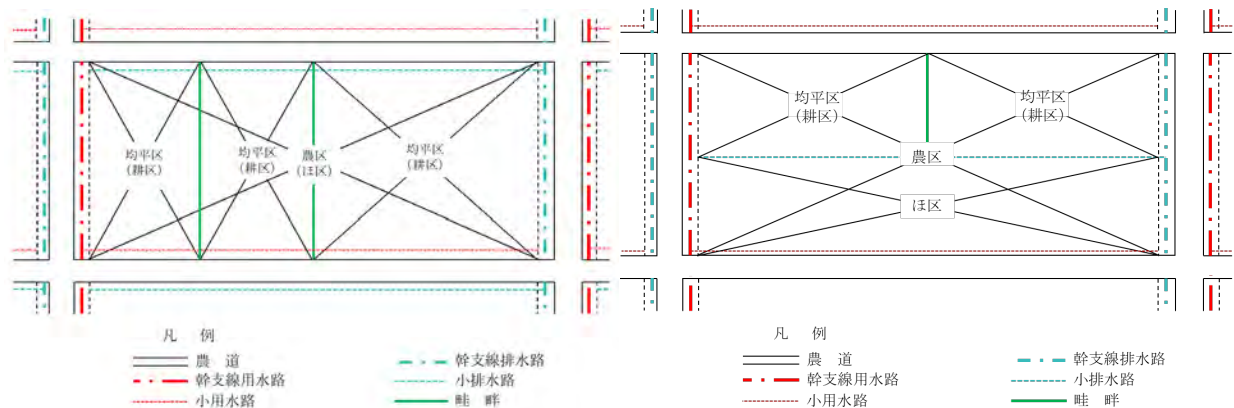 均平区
(耕区)
均平区
(耕区)
農区
(ほ区)
均平区
(耕区)
凡 例
農 道
幹支線用水路
小用水路
幹支線排水路
小排水路
畦 畔
均平区
(耕区)
均平区
(耕区)
農区
ほ区
凡 例
農 道
幹支線用水路
小用水路
幹支線排水路
小排水路
畦 畔